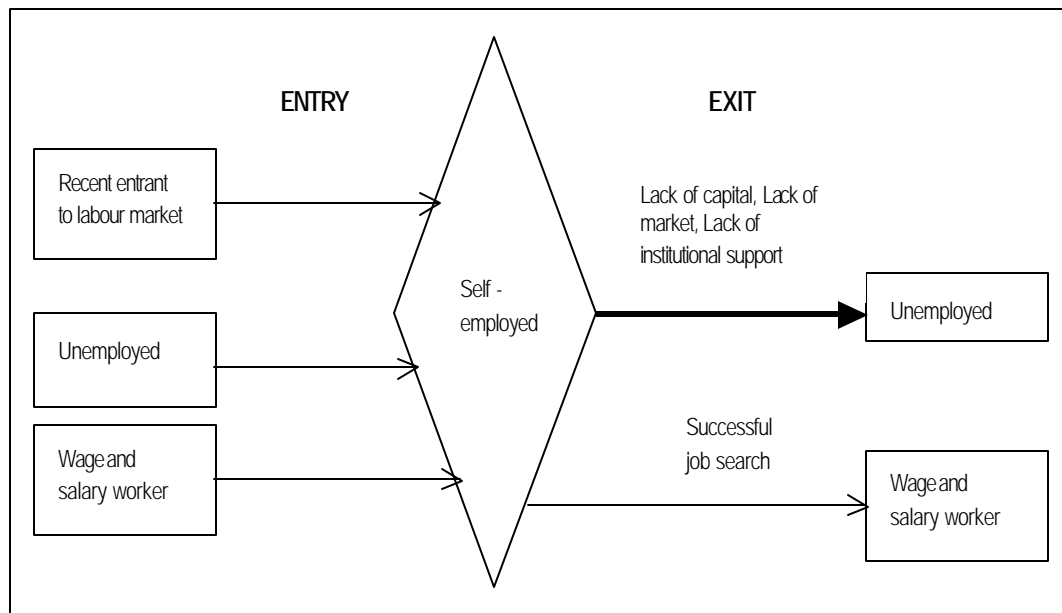 ENTRY
EXIT
Recent entrant
to labour market
Lack of capital, Lack of
market, Lack of
institutional support
Self -
employed
Unemployed
Unemployed
Successful
job search
Wage and
salary worker
Wage and
salary worker